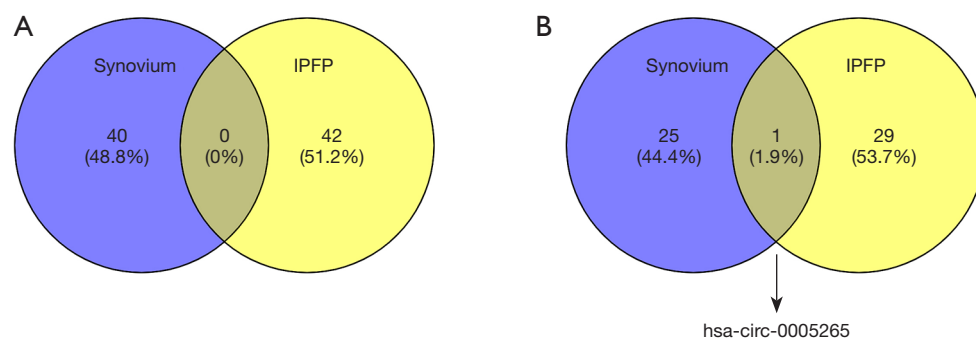 A
Synovium
IPFP
40
(48.8%)
0
(0%)
42
(51.2%)
B
Synovium
IPFP
25
(44.4%)
1
(1.9%)
29
(53.7%)
hsa-circ-0005265